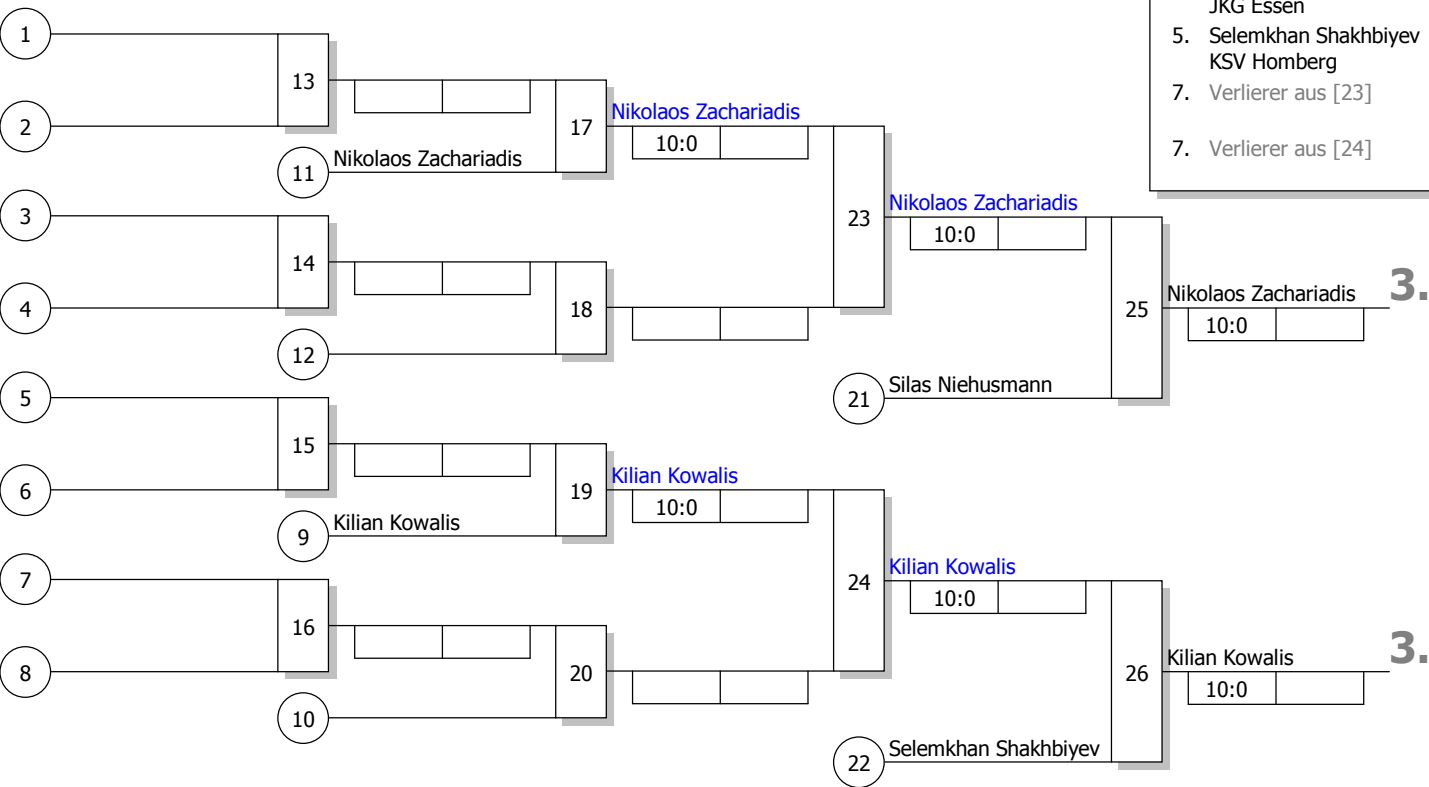 JKG Essen
5. Selemkhan Shakhbiyev
KSV Homberg
7. Verlierer aus [23]
7. Verlierer aus [24]
1
13
2
Nikolaos Zachariadis
17
10:0
11 Nikolaos Zachariadis
3
14
4
18
12
23
Nikolaos Zachariadis
10:0
25
Nikolaos Zachariadis 3.
10:0
21 Silas Niehusmann
5
15
6
Kilian Kowalis
19
10:0
9 Kilian Kowalis
7
16
8
20
10
24
Kilian Kowalis
10:0
26
Kilian Kowalis 3.
10:0
22 Selemkhan Shakhbiyev